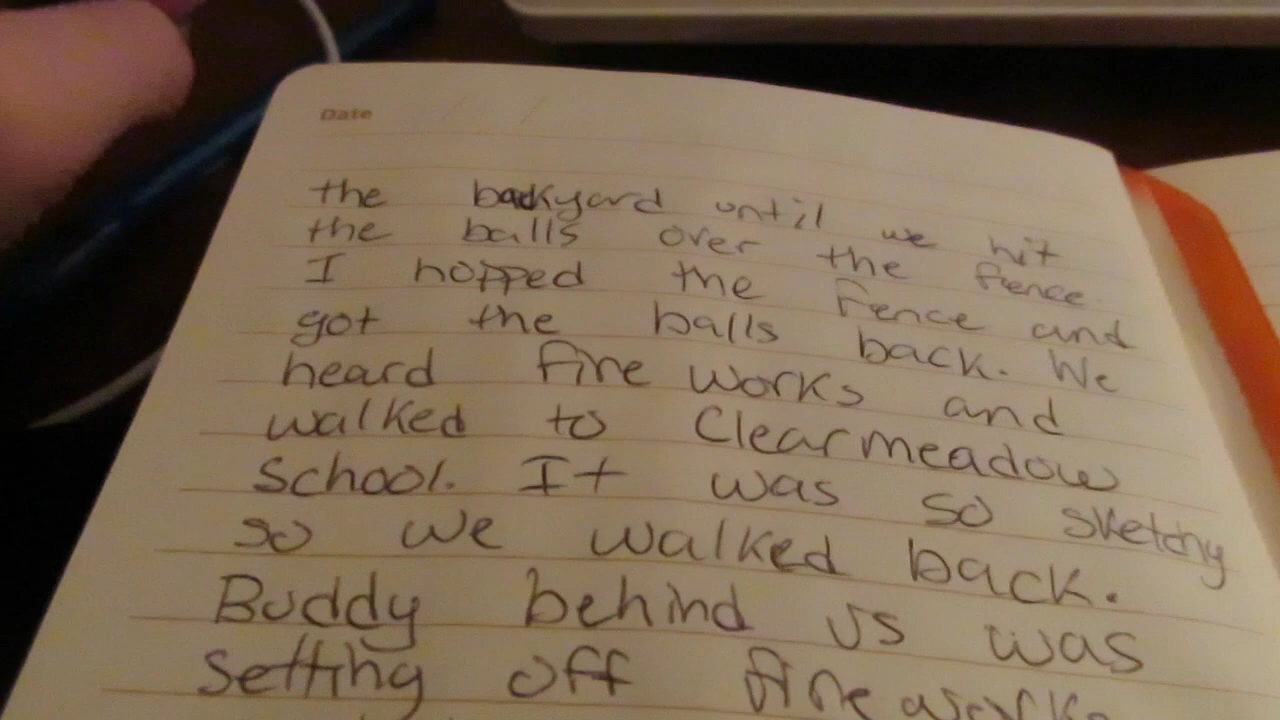 Date / /
the backyard until we hit
the balls over the fence.
I hopped the fence and
got the balls back. We
heard fire works and
walked to Clearmeadow
School. It was so sketchy
so we walked back.
Buddy behind us was
setting off fireworks